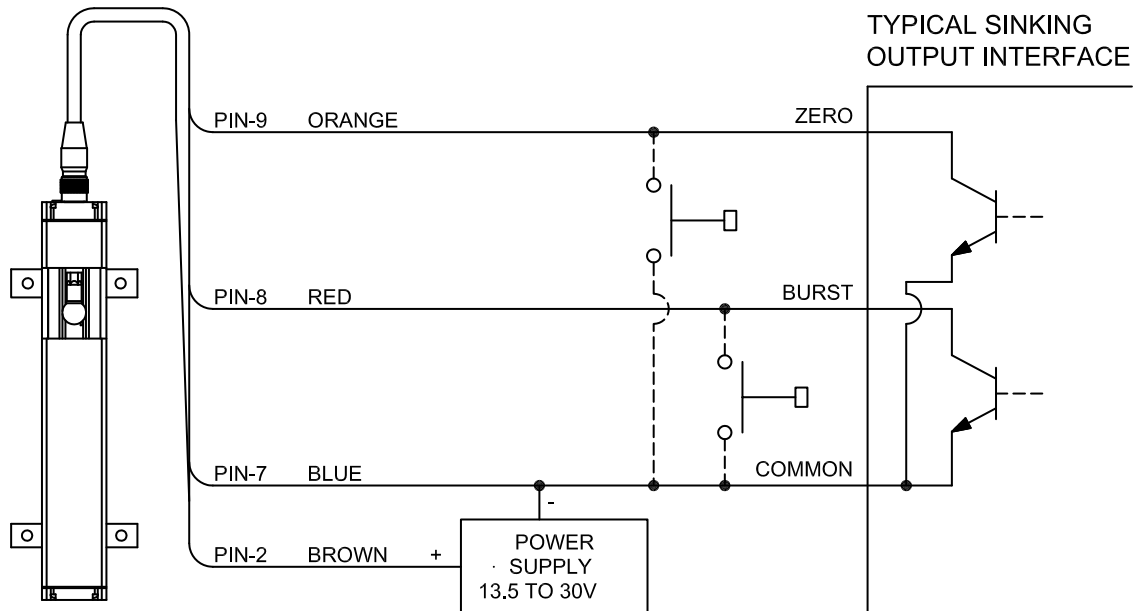 TYPICAL SINKING
OUTPUT INTERFACE
PIN-9 ORANGE ZERO
PIN-8 RED BURST
PIN-7 BLUE COMMON
-
PIN-2 BROWN +
POWER
SUPPLY
13.5 TO 30V